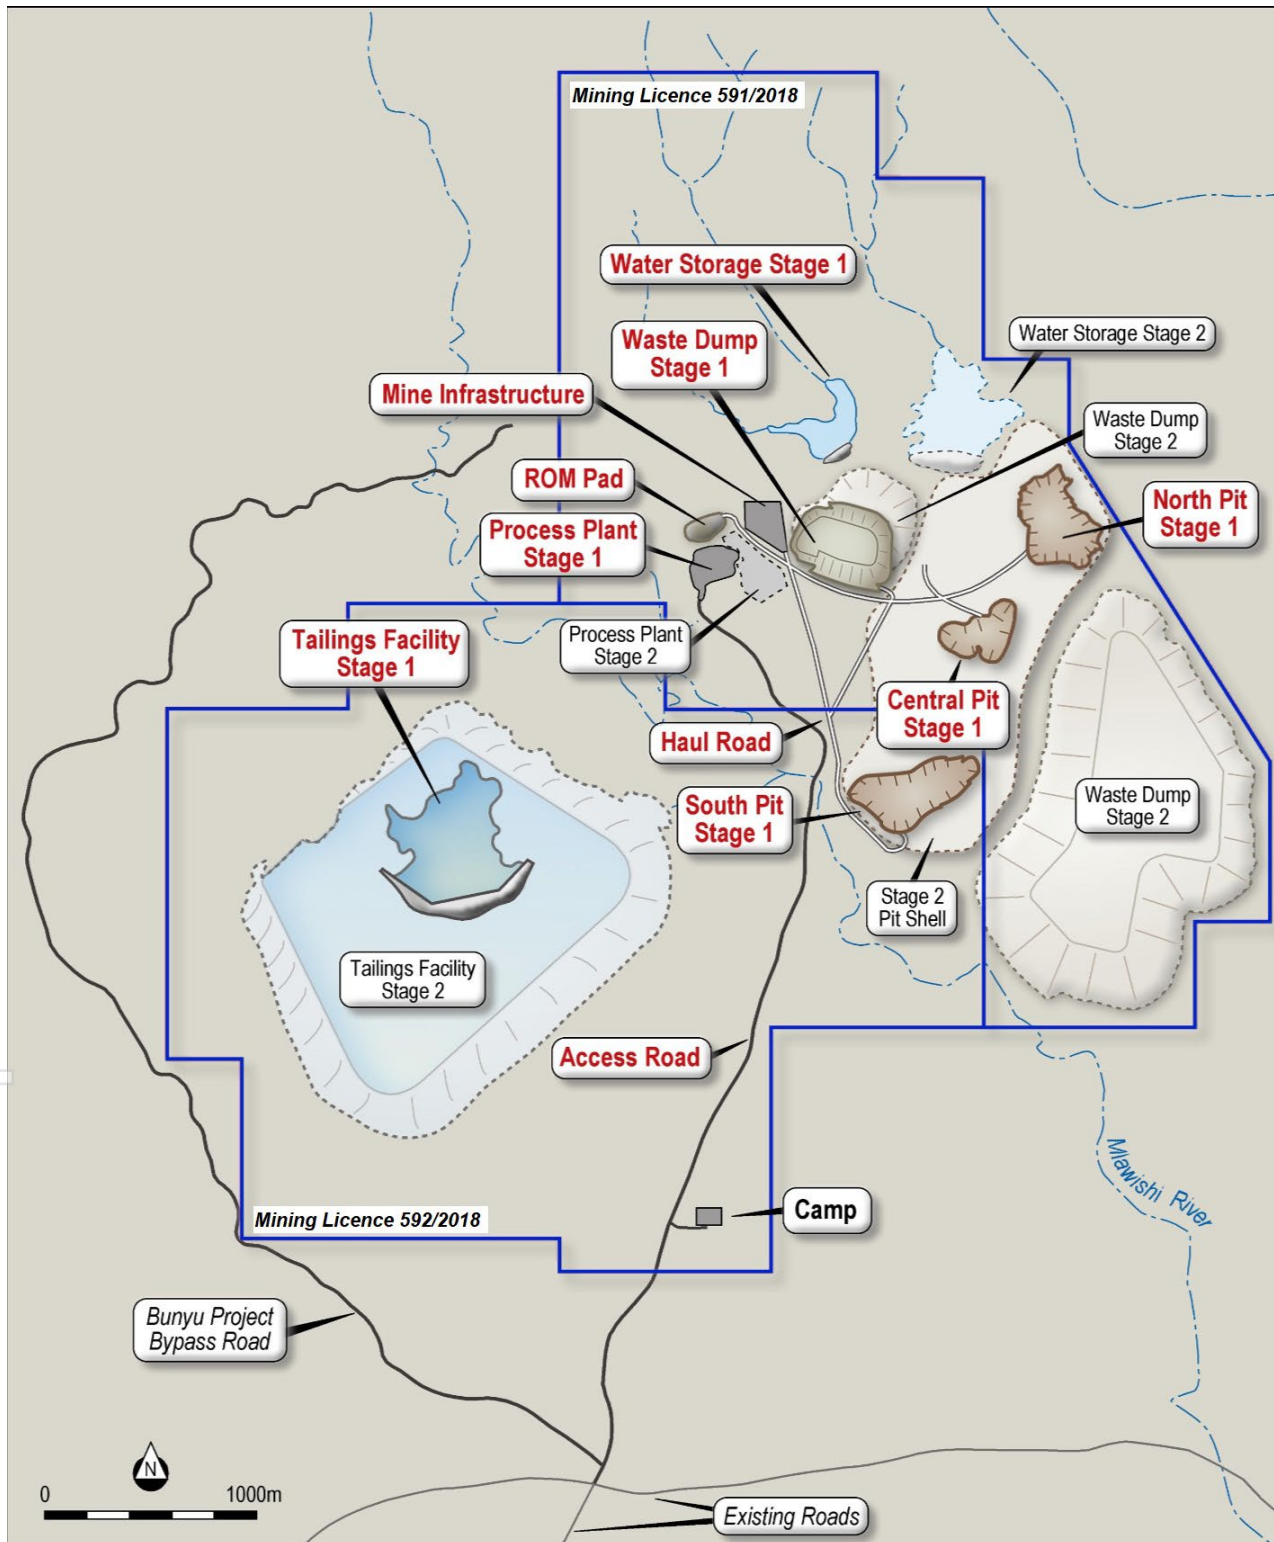 Mining Licence 591/2018
Water Storage Stage 1
Waste Dump
Stage 1
Water Storage Stage 2
Mine Infrastructure
Waste Dump
Stage 2
ROM Pad
North Pit
Stage 1
Process Plant
Stage 1
Tailings Facility
Stage 1
Process Plant
Stage 2
Central Pit
Stage 1
Haul Road
South Pit
Stage 1
Waste Dump
Stage 2
Stage 2
Pit Shell
Tailings Facility
Stage 2
Access Road
Mlawishi River
Camp
Mining Licence 592/2018
Bunyu Project
Bypass Road
N
0 1000m
Existing Roads